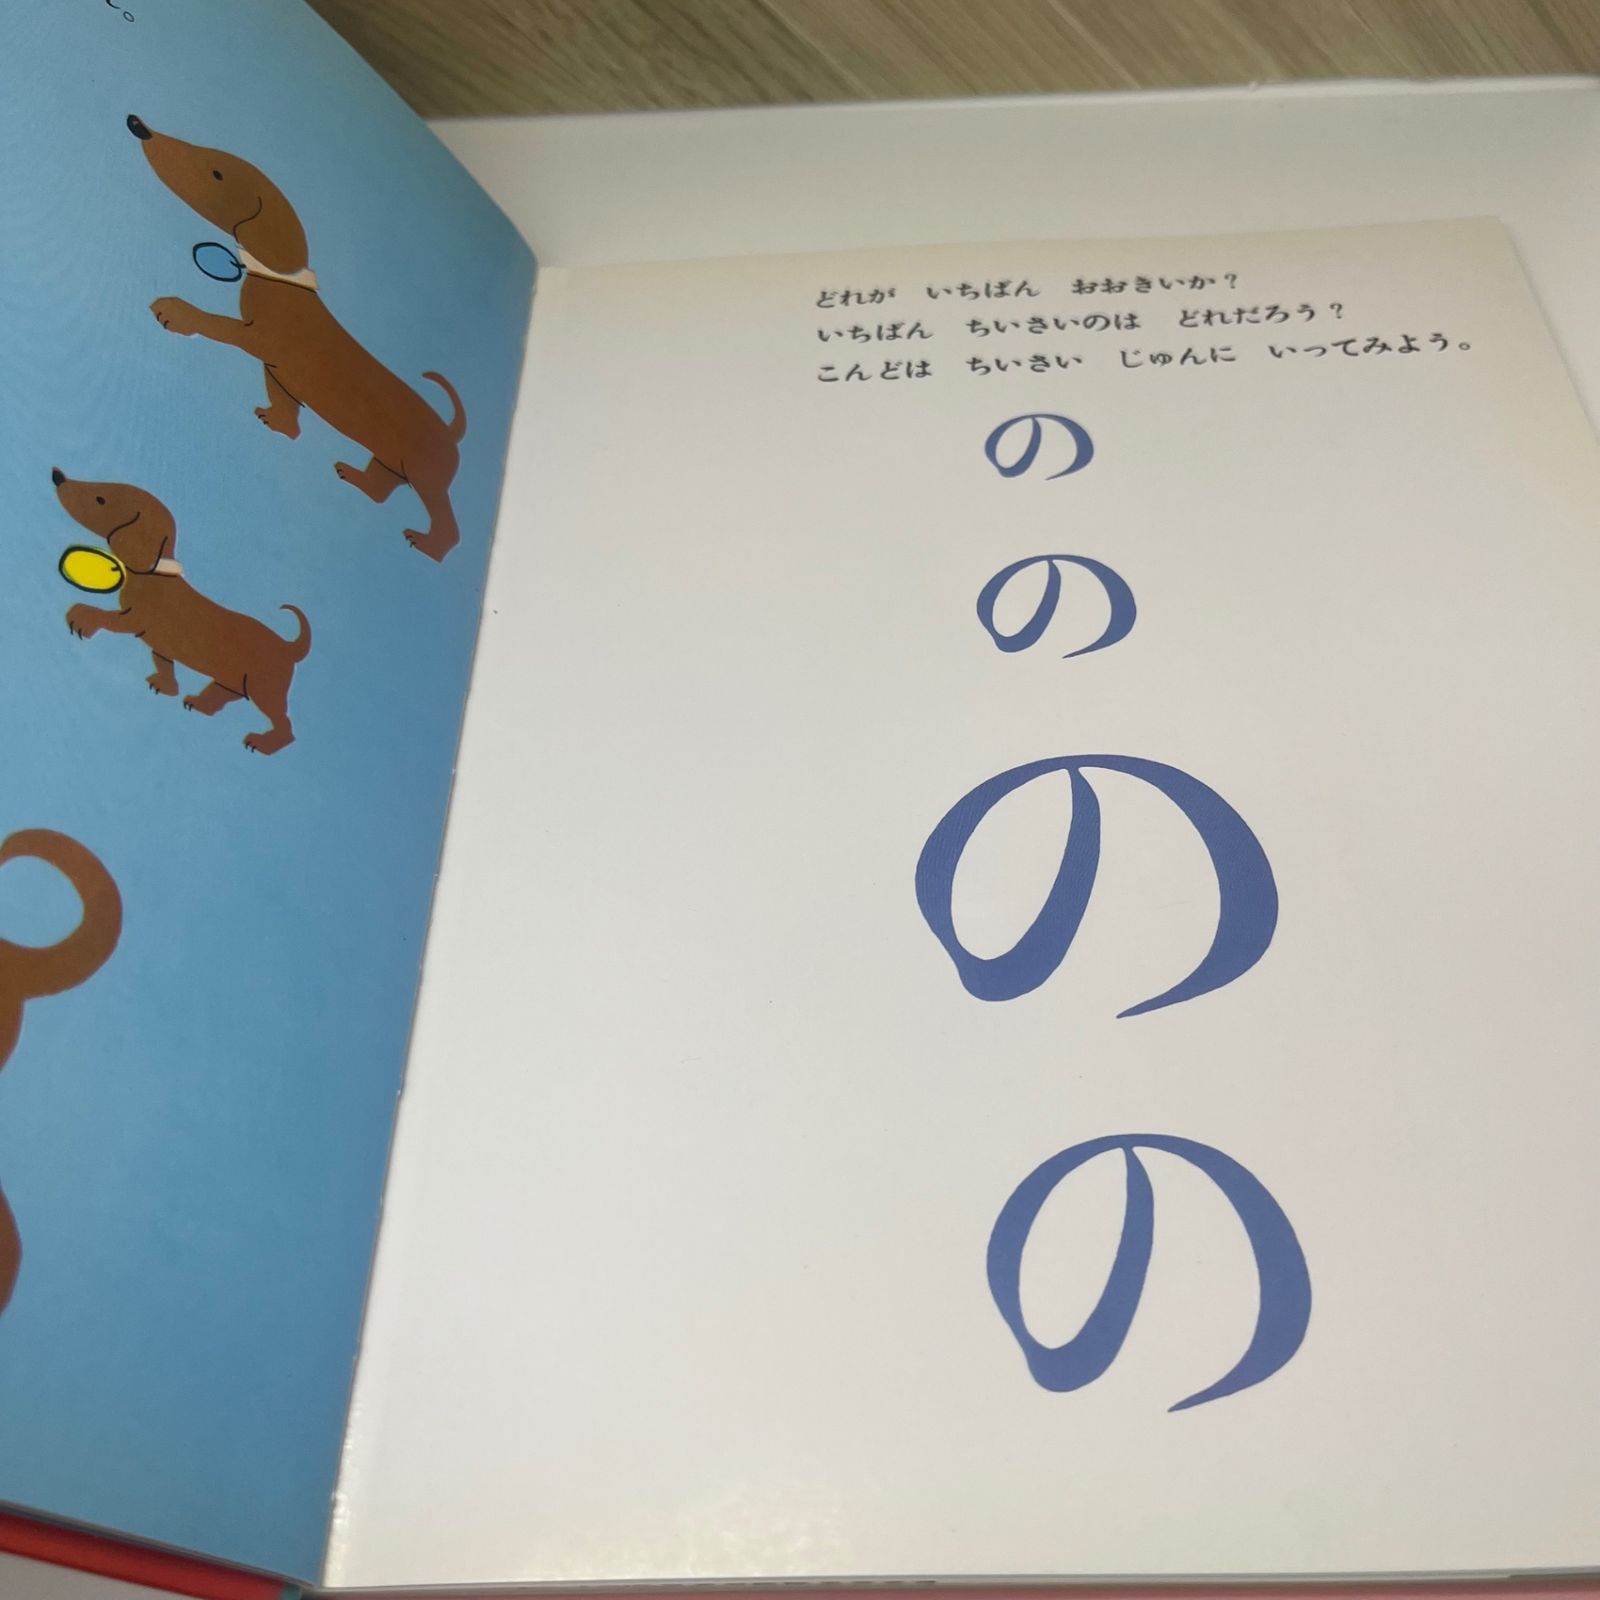 どれが いちばん おおきいか?
いちばん ちいさいのは どれだろう?
こんどは ちいさい じゅんに いってみよう。
の
の
の
の